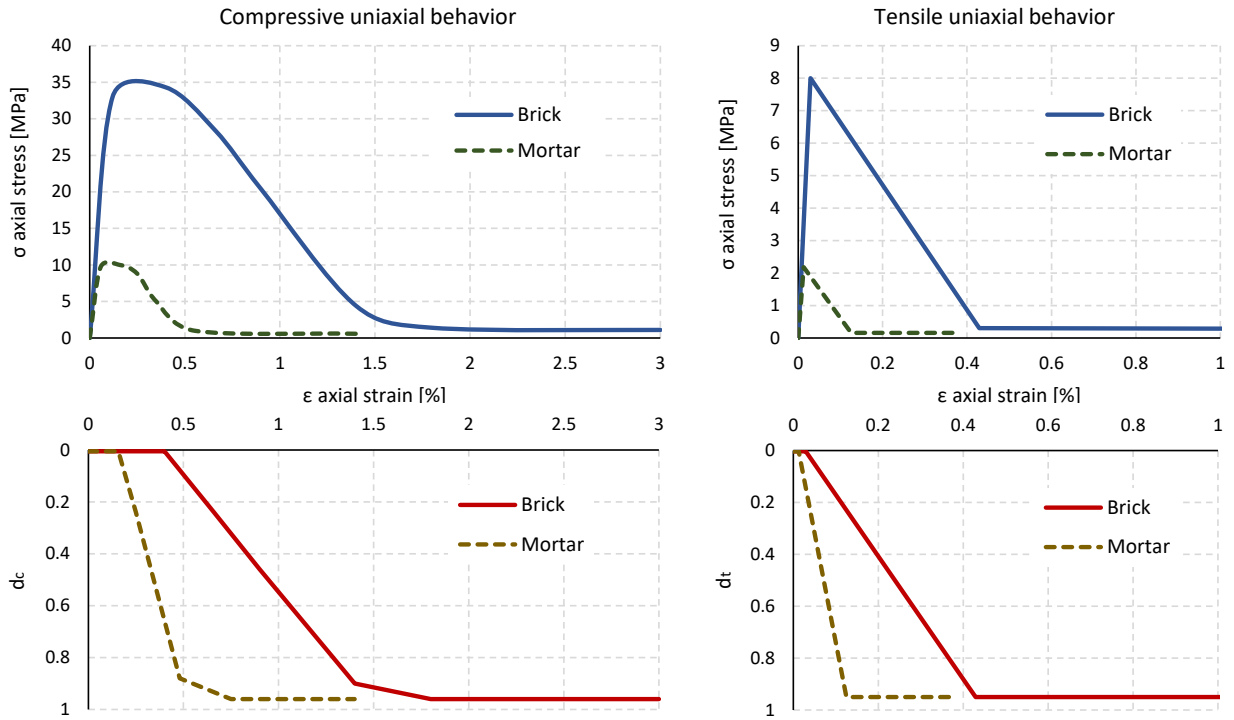 Compressive uniaxial behavior
40
35
30
25
20
15
10
5
0
σ axial stress [MPa]
Brick
Mortar
0 0.5 1 1.5 2 2.5 3
ε axial strain [%]
Tensile uniaxial behavior
9
8
7
6
5
4
3
2
1
0
σ axial stress [MPa]
Brick
Mortar
0 0.2 0.4 0.6 0.8 1
ε axial strain [%]
0 0.5 1 1.5 2 2.5 3
0
0.2
0.4
0.6
0.8
1
dc
Brick
Mortar
0 0.2 0.4 0.6 0.8 1
0
0.2
0.4
0.6
0.8
1
dt
Brick
Mortar